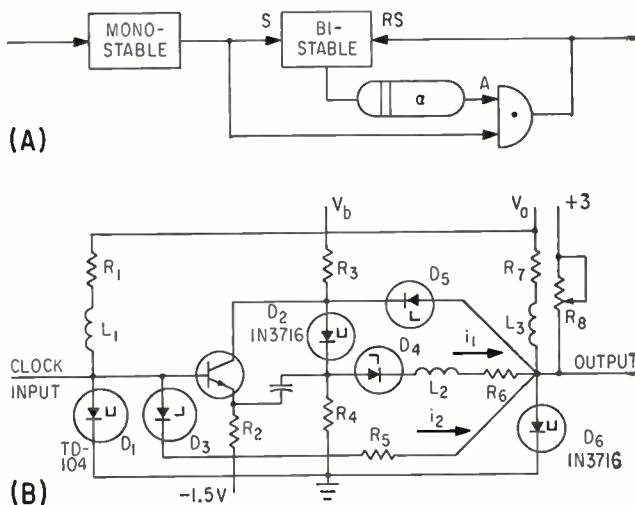 MONO-
STABLE
S
BI-
STABLE
RS
α
A
•
(A)
V_b
V_a
+3
R_1
R_3
D_5
R_7
L_1
D_2
1N3716
L_3
R_8
D_4
i_1
CLOCK
INPUT
L_2
R_6
OUTPUT
TD-
104
D_1
D_3
R_2
R_4
i_2
R_5
D_6
1N3716
-1.5V
(B)